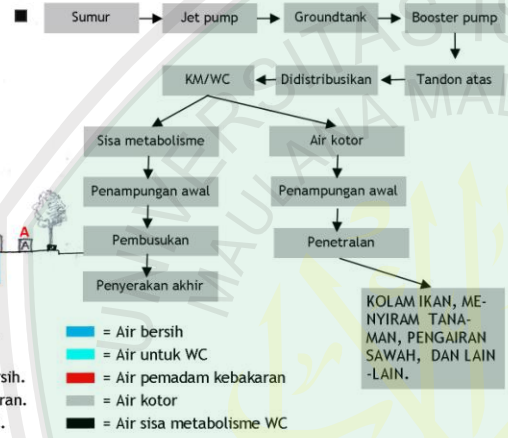 Sumur
Jet pump
Groundtank
Booster pump
KM/WC
Didistribusikan
Tandon atas
Sisa metabolisme
Air kotor
Penampungan awal
Penampungan awal
Pembusukan
Penetralan
Penyerakan akhir
KOLAM IKAN, ME-
NYIRAM TANA-
MAN, PENGAIRAN
SAWAH, DAN LAIN
-LAIN.
A
A
= Air bersih
= Air untuk WC
= Air pemadam kebakaran
= Air kotor
= Air sisa metabolisme WC